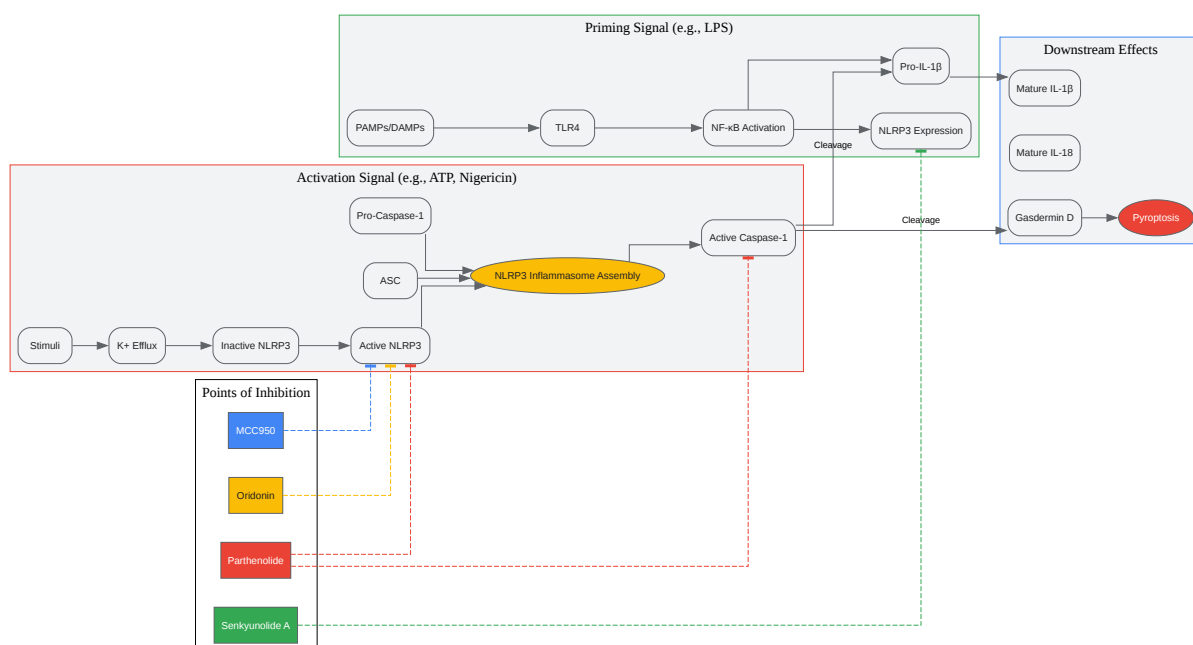 Priming Signal (e.g., LPS)
Downstream Effects
Pro-IL-1β
Mature IL-1β
PAMPs/DAMPs
TLR4
NF-κB Activation
NLRP3 Expression
Cleavage
Mature IL-18
Activation Signal (e.g., ATP, Nigericin)
Pro-Caspase-1
Active Caspase-1
Cleavage
Gasdermin D
Pyroptosis
ASC
NLRP3 Inflammasome Assembly
Stimuli
K+ Efflux
Inactive NLRP3
Active NLRP3
Points of Inhibition
MCC950
Oridonin
Parthenolide
Senkyunolide A